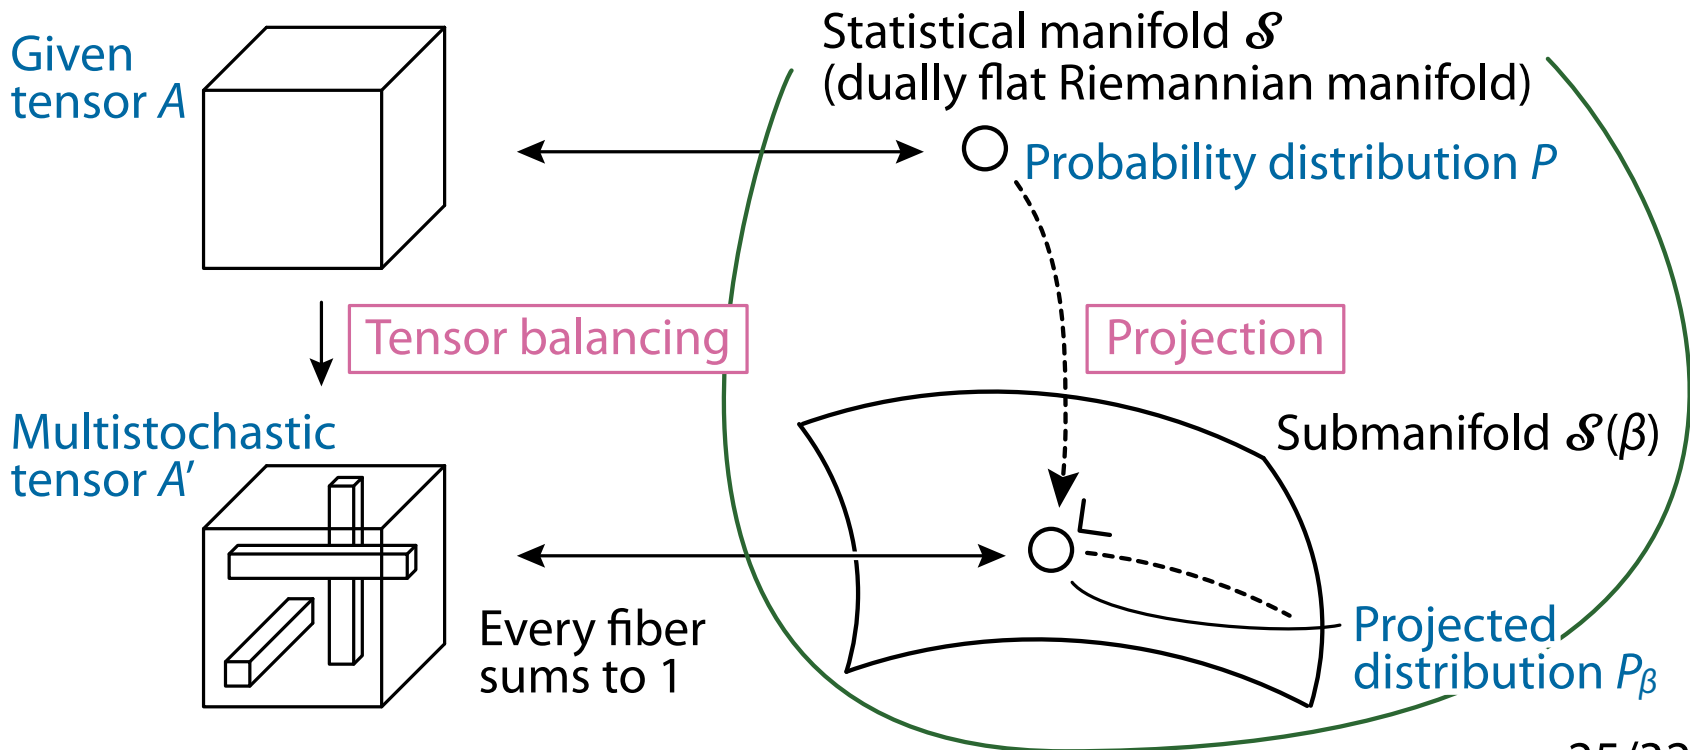 Given
tensor A
Statistical manifold 𝒮
(dually flat Riemannian manifold)
Probability distribution P
Tensor balancing
Projection
Multistochastic
tensor A′
Submanifold 𝒮(β)
Every fiber
sums to 1
Projected
distribution Pβ